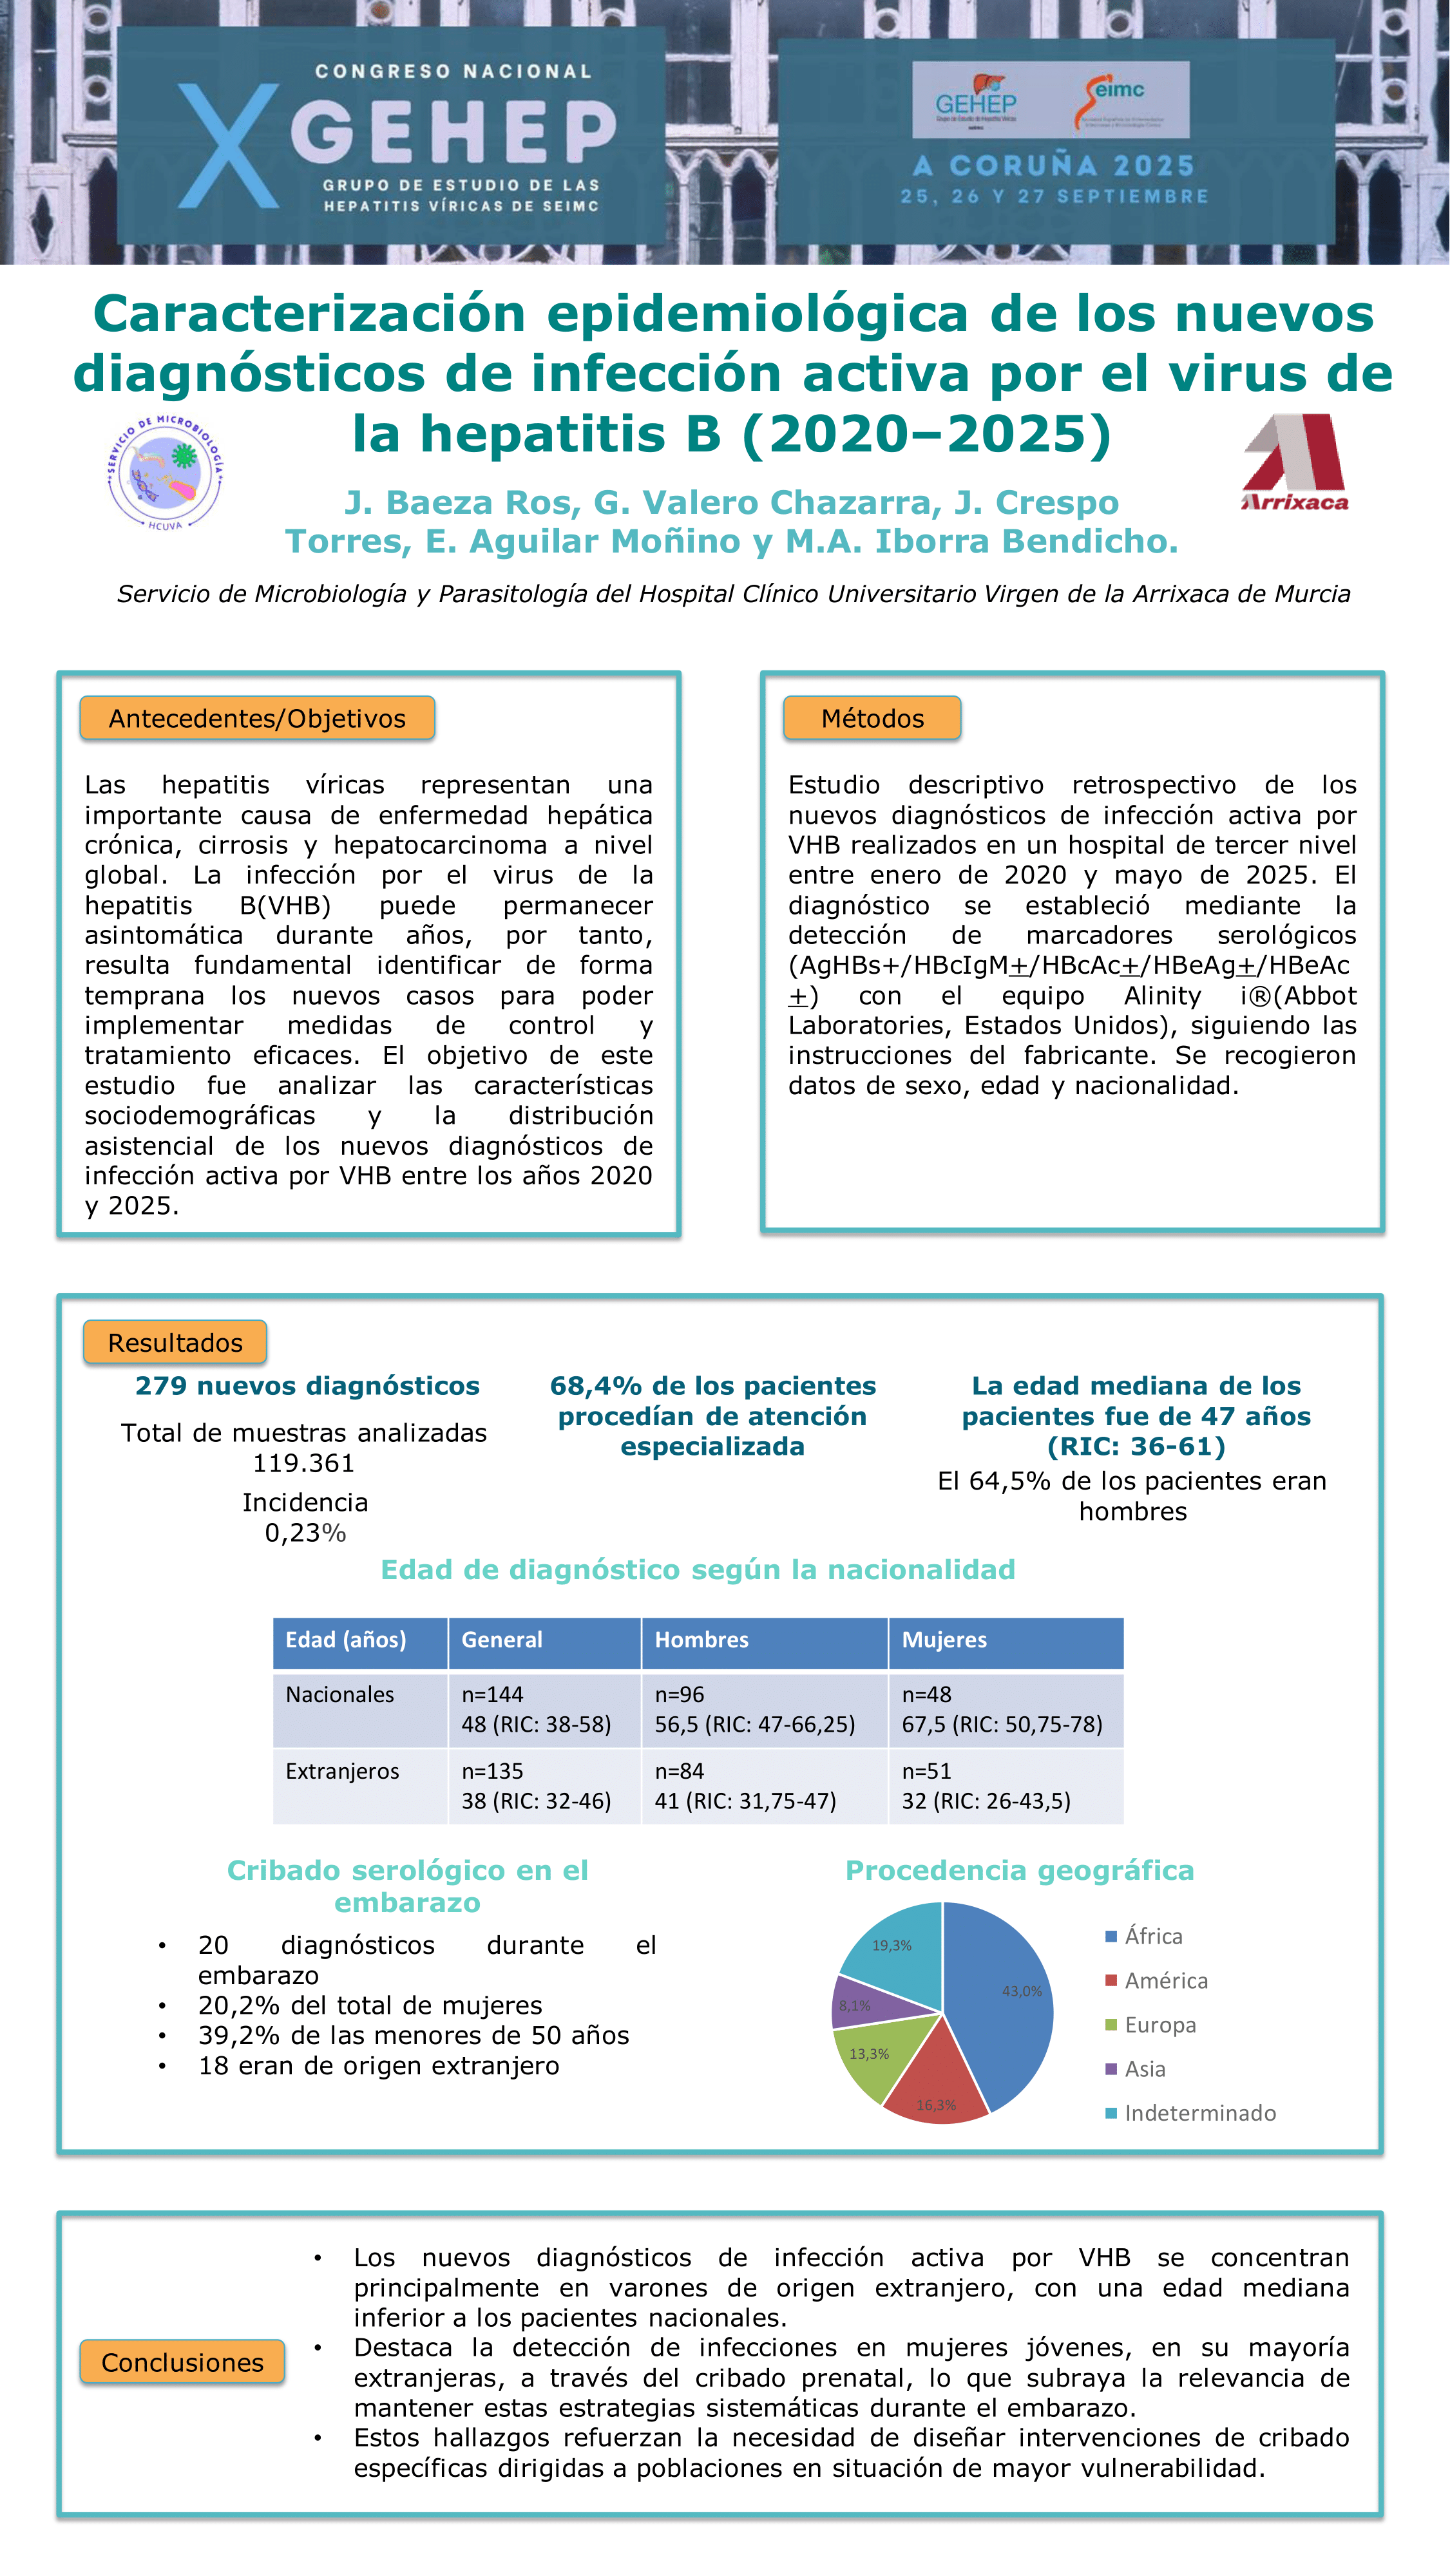 CONGRESO NACIONAL
X GEHEP
GRUPO DE ESTUDIO DE LAS
HEPATITIS VÍRICAS DE SEIMC
GEHEP
Grupo de Estudio de Hepatitis Víricas
Seimc
A CORUÑA 2025
25, 26 Y 27 SEPTIEMBRE
Caracterización epidemiológica de los nuevos
diagnósticos de infección activa por el virus de
la hepatitis B (2020–2025)
SERVICIO DE MICROBIOLOGÍA
HCUVA
Arrixaca
J. Baeza Ros, G. Valero Chazarra, J. Crespo
Torres, E. Aguilar Moñino y M.A. Iborra Bendicho.
Servicio de Microbiología y Parasitología del Hospital Clínico Universitario Virgen de la Arrixaca de Murcia
Antecedentes/Objetivos
Las hepatitis víricas representan una
importante causa de enfermedad hepática
crónica, cirrosis y hepatocarcinoma a nivel
global. La infección por el virus de la
hepatitis B(VHB) puede permanecer
asintomática durante años, por tanto,
resulta fundamental identificar de forma
temprana los nuevos casos para poder
implementar medidas de control y
tratamiento eficaces. El objetivo de este
estudio fue analizar las características
sociodemográficas y la distribución
asistencial de los nuevos diagnósticos de
infección activa por VHB entre los años 2020
y 2025.
Métodos
Estudio descriptivo retrospectivo de los
nuevos diagnósticos de infección activa por
VHB realizados en un hospital de tercer nivel
entre enero de 2020 y mayo de 2025. El
diagnóstico se estableció mediante la
detección de marcadores serológicos
(AgHBs+/HBcIgM+/HBcAc+/HBeAg+/HBeAc
+) con el equipo Alinity i®(Abbot
Laboratories, Estados Unidos), siguiendo las
instrucciones del fabricante. Se recogieron
datos de sexo, edad y nacionalidad.
Resultados
279 nuevos diagnósticos
Total de muestras analizadas
119.361
Incidencia
0,23%
68,4% de los pacientes
procedían de atención
especializada
La edad mediana de los
pacientes fue de 47 años
(RIC: 36-61)
El 64,5% de los pacientes eran
hombres
Edad de diagnóstico según la nacionalidad
Edad (años) General Hombres Mujeres
Nacionales n=144 n=96 n=48
48 (RIC: 38-58) 56,5 (RIC: 47-66,25) 67,5 (RIC: 50,75-78)
Extranjeros n=135 n=84 n=51
38 (RIC: 32-46) 41 (RIC: 31,75-47) 32 (RIC: 26-43,5)
Cribado serológico en el
embarazo
• 20 diagnósticos durante el
embarazo
• 20,2% del total de mujeres
• 39,2% de las menores de 50 años
• 18 eran de origen extranjero
Procedencia geográfica
19,3%
43,0%
8,1%
13,3%
16,3%
África
América
Europa
Asia
Indeterminado
Conclusiones
• Los nuevos diagnósticos de infección activa por VHB se concentran
principalmente en varones de origen extranjero, con una edad mediana
inferior a los pacientes nacionales.
• Destaca la detección de infecciones en mujeres jóvenes, en su mayoría
extranjeras, a través del cribado prenatal, lo que subraya la relevancia de
mantener estas estrategias sistemáticas durante el embarazo.
• Estos hallazgos refuerzan la necesidad de diseñar intervenciones de cribado
específicas dirigidas a poblaciones en situación de mayor vulnerabilidad.